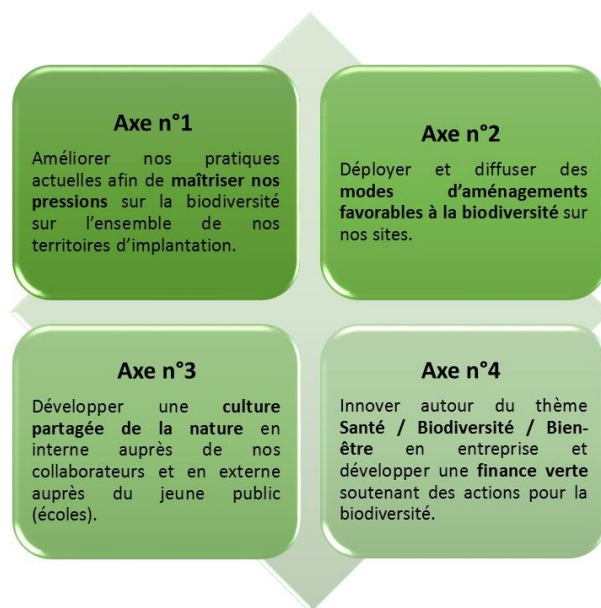 Axe n°1
Améliorer nos pratiques
actuelles afin de maîtriser nos
pressions sur la biodiversité
sur l'ensemble de nos
territoires d'implantation.
Axe n°2
Déployer et diffuser des
modes d'aménagements
favorables à la biodiversité sur
nos sites.
Axe n°3
Développer une culture
partagée de la nature en
interne auprès de nos
collaborateurs et en externe
auprès du jeune public
(écoles).
Axe n°4
Innover autour du thème
Santé / Biodiversité / Bien-
être en entreprise et
développer une finance verte
soutenant des actions pour la
biodiversité.